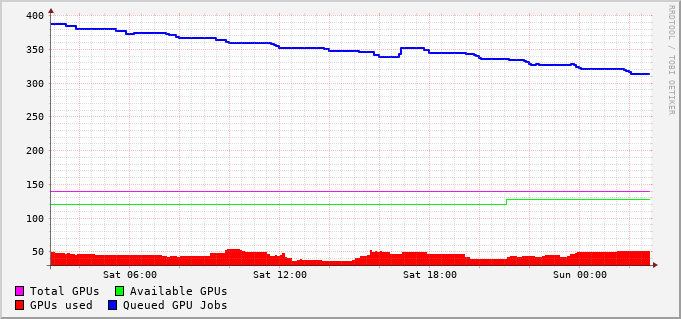 400
350
300
250
200
150
100
50
Sat 06:00 Sat 12:00 Sat 18:00 Sun 00:00
Total GPUs Available GPUs
GPUs used Queued GPU Jobs
RRDTOOL / TOBI OETIKER